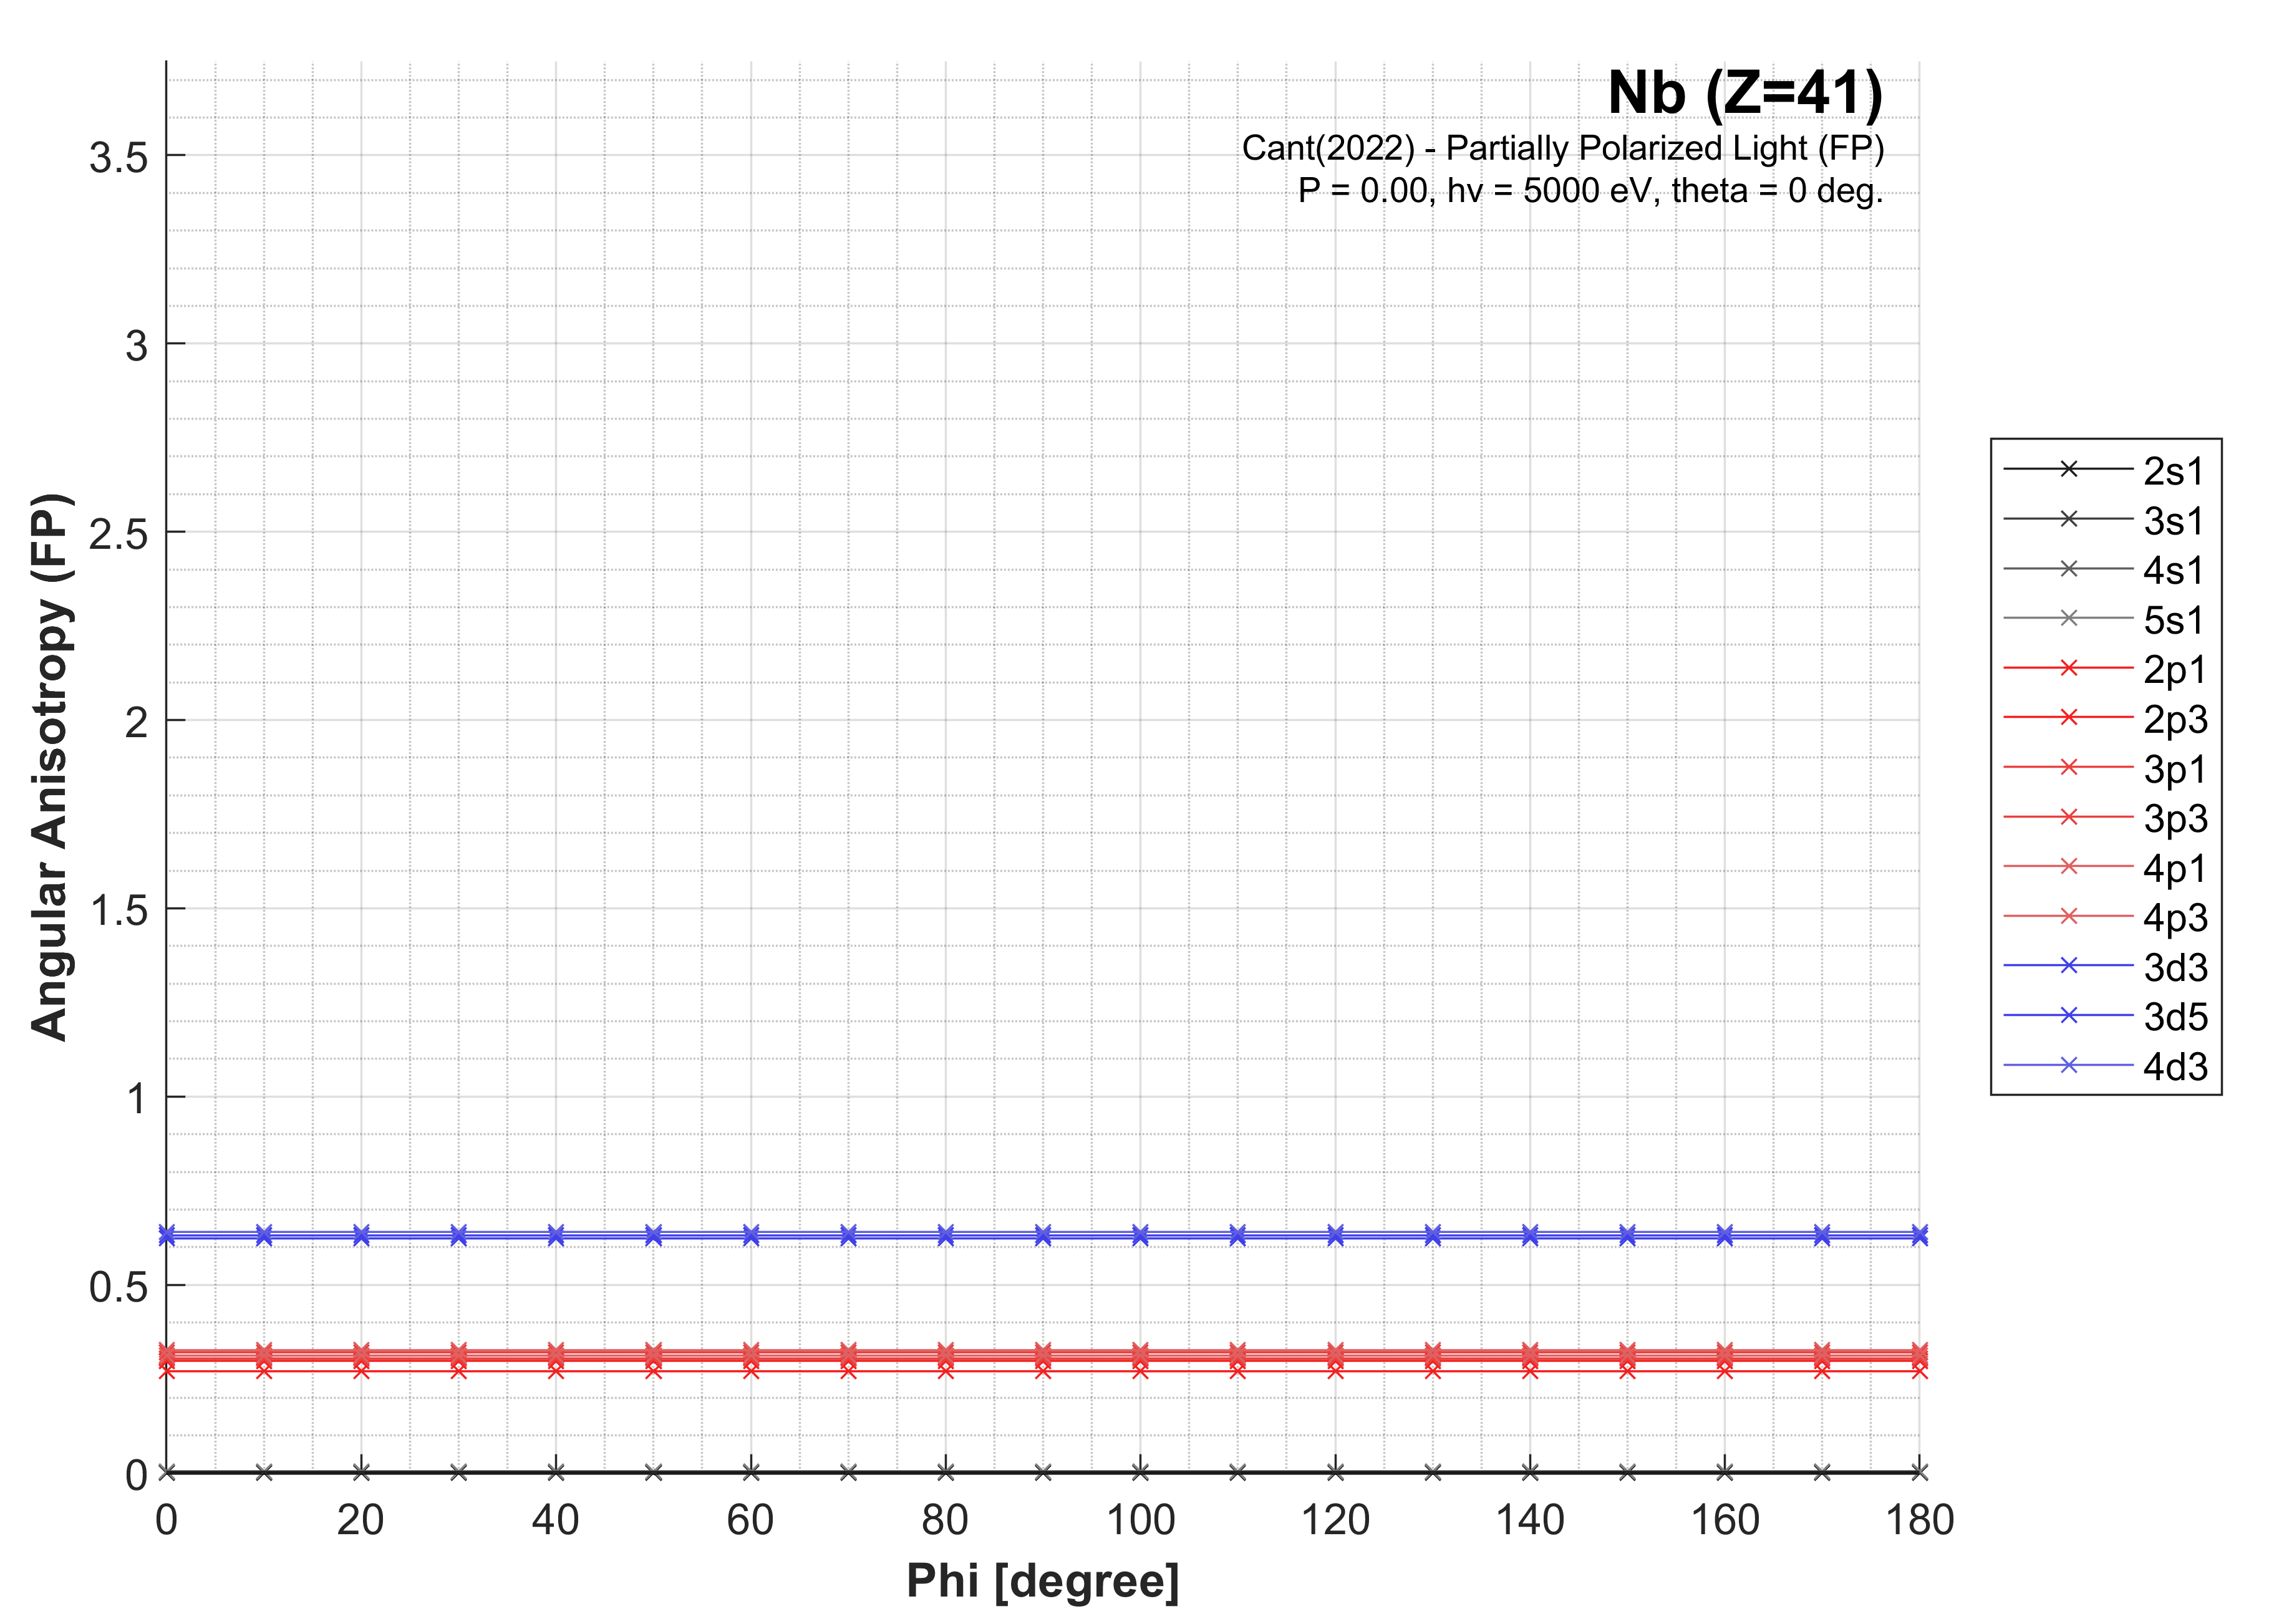 Nb (Z=41)
Cant(2022) - Partially Polarized Light (FP)
P = 0.00, hv = 5000 eV, theta = 0 deg.
Angular Anisotropy (FP)
3.5
3
2.5
2
1.5
1
0.5
0
0 20 40 60 80 100 120 140 160 180
Phi [degree]
2s1
3s1
4s1
5s1
2p1
2p3
3p1
3p3
4p1
4p3
3d3
3d5
4d3